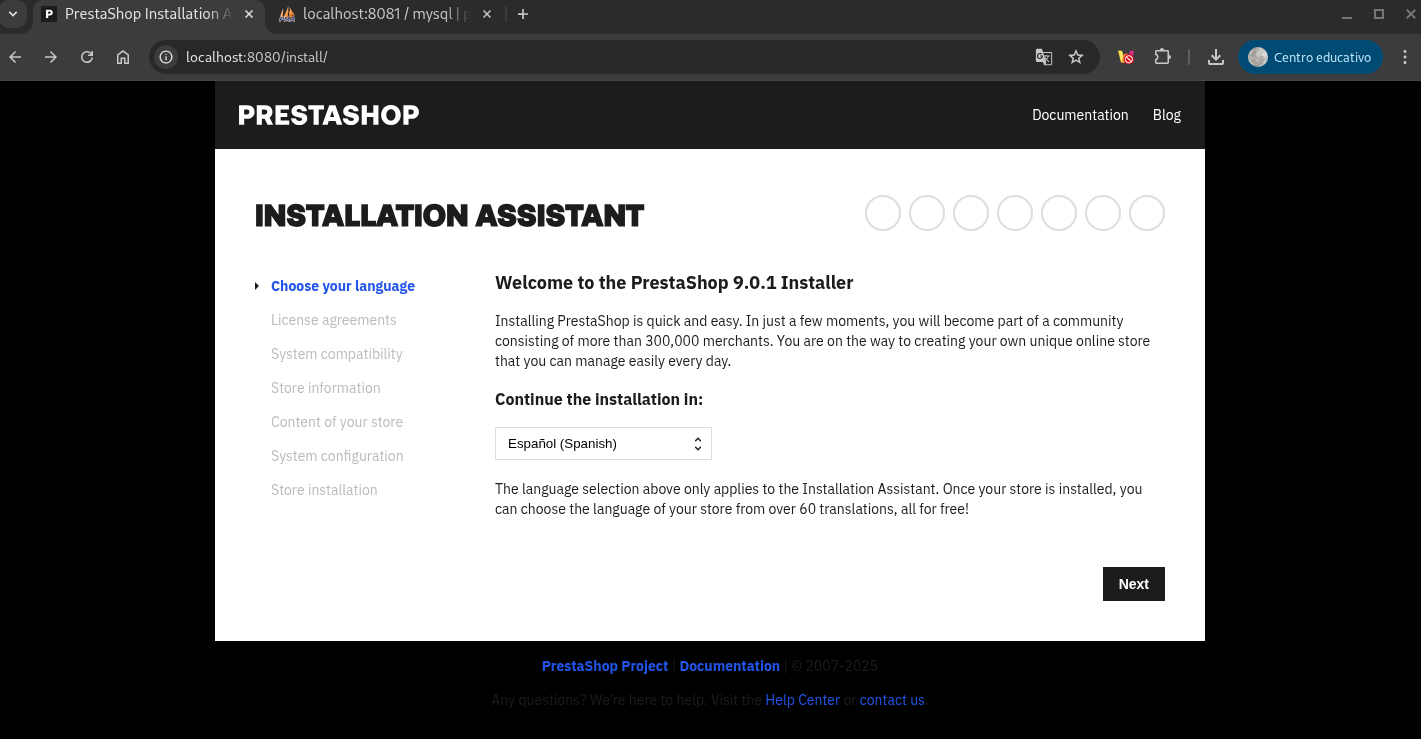 PrestaShop Installation A
localhost:8081 / mysql | p
localhost:8080/install/
Centro educativo
PRESTASHOP
Documentation
Blog
INSTALLATION ASSISTANT
Choose your language
License agreements
System compatibility
Store information
Content of your store
System configuration
Store installation
Welcome to the PrestaShop 9.0.1 Installer
Installing PrestaShop is quick and easy. In just a few moments, you will become part of a community
consisting of more than 300,000 merchants. You are on the way to creating your own unique online store
that you can manage easily every day.
Continue the installation in:
Español (Spanish)
The language selection above only applies to the Installation Assistant. Once your store is installed, you
can choose the language of your store from over 60 translations, all for free!
Next
PrestaShop Project | Documentation | © 2007-2025
Any questions? We're here to help. Visit the Help Center or contact us.